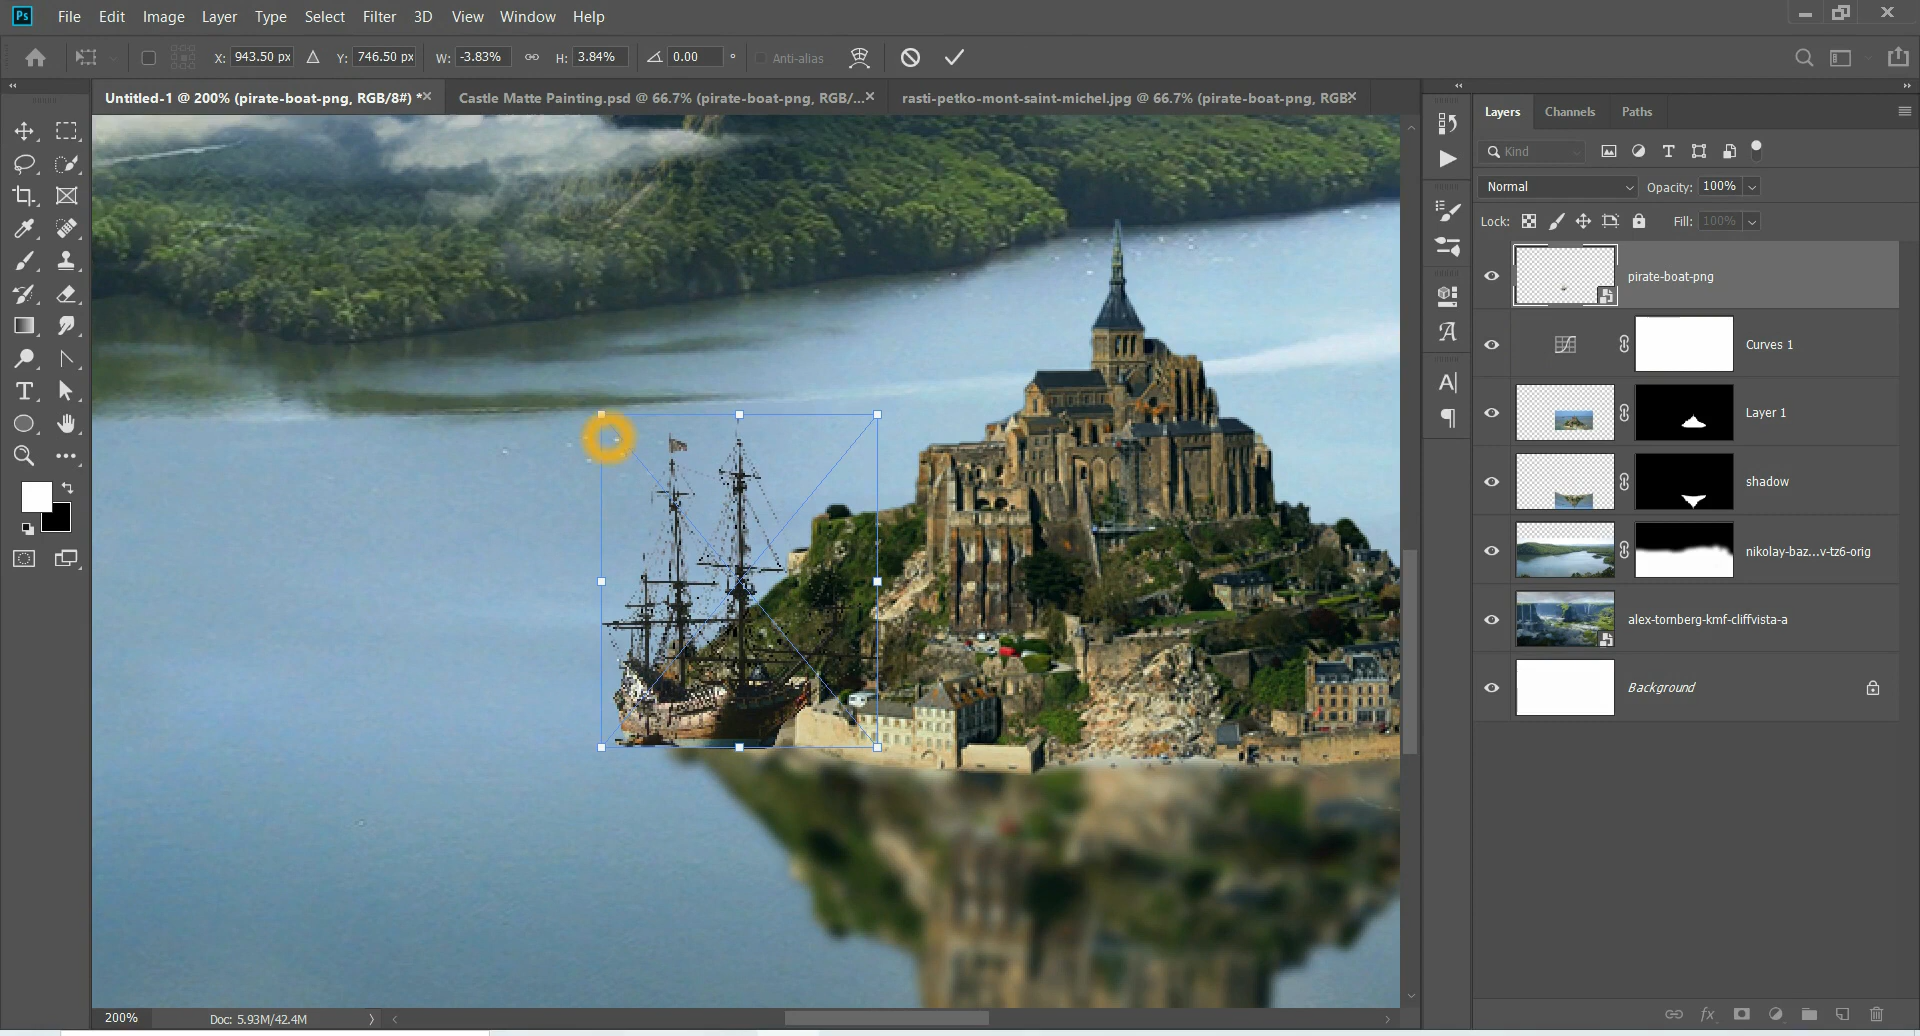 Ps File Edit Image Layer Type Select Filter 3D View Window Help
X: 943.50 px Y: 746.50 px W: -3.83% H: 3.84% 0.00 ° Anti-alias
Untitled-1 @ 200% (pirate-boat-png, RGB/8#) * Castle Matte Painting.psd @ 66.7% (pirate-boat-png, RGB/... rasti-petko-mont-saint-michel.jpg @ 66.7% (pirate-boat-png, RGB
Layers Channels Paths
Kind
Normal Opacity: 100%
Lock: Fill: 100%
pirate-boat-png
Curves 1
Layer 1
shadow
nikolay-baz...v-tz6-orig
alex-tornberg-kmf-cliffvista-a
Background
200% Doc: 5.93M/42.4M